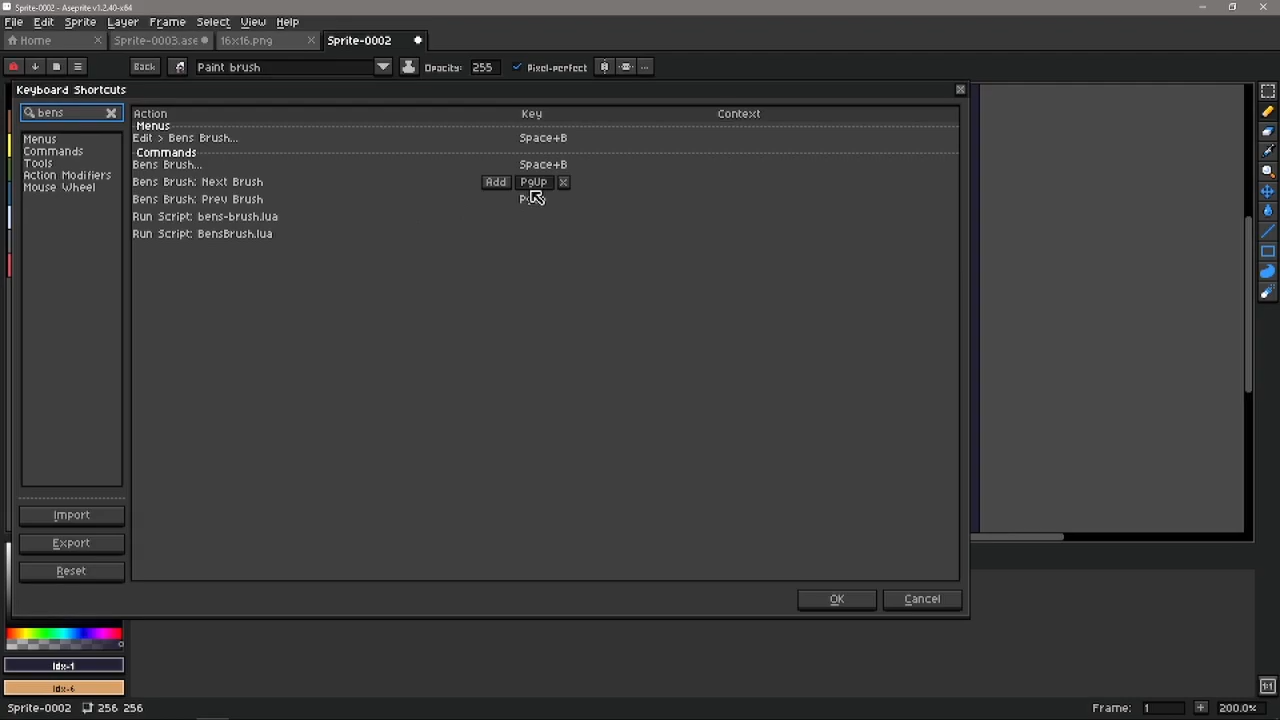 Sprite-0002 - Aseprite v1.2.40-x64
File Edit Sprite Layer Frame Select View Help
Home Sprite-0003.ase 16x16.png Sprite-0002
Back Paint brush Opacity: 255 Pixel-perfect ...
Keyboard Shortcuts
bens
Action Key Context
Menus
Edit > Bens Brush... Space+B
Commands
Bens Brush... Space+B
Bens Brush: Next Brush Add PgUp
Bens Brush: Prev Brush
Run Script: bens-brush.lua
Run Script: BensBrush.lua
Menus
Commands
Tools
Action Modifiers
Mouse Wheel
Import
Export
Reset
OK Cancel
Idx-1
Idx-6
Sprite-0002 256 256 Frame: 1 + 200.0%
1:1